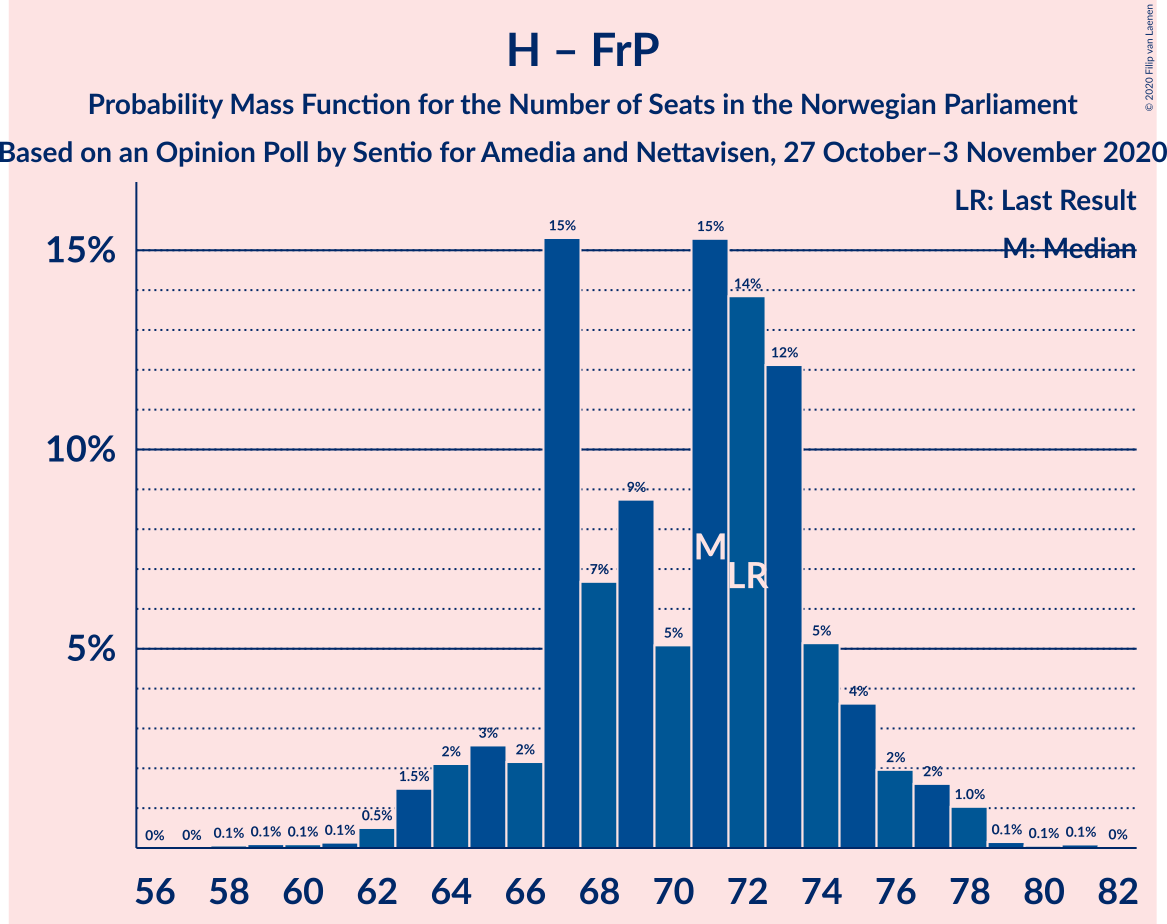 H – FrP
Probability Mass Function for the Number of Seats in the Norwegian Parliament
Based on an Opinion Poll by Sentio for Amedia and Nettavisen, 27 October–3 November 2020
© 2020 Filip van Laenen
LR: Last Result
M: Median
15%
10%
5%
0% 0% 0.1% 0.1% 0.1% 0.1% 0.5% 1.5% 2% 3% 2% 15% 7% 9% 5% 15% 14% 12% 5% 4% 2% 2% 1.0% 0.1% 0.1% 0.1% 0%
M
LR
56 58 60 62 64 66 68 70 72 74 76 78 80 82